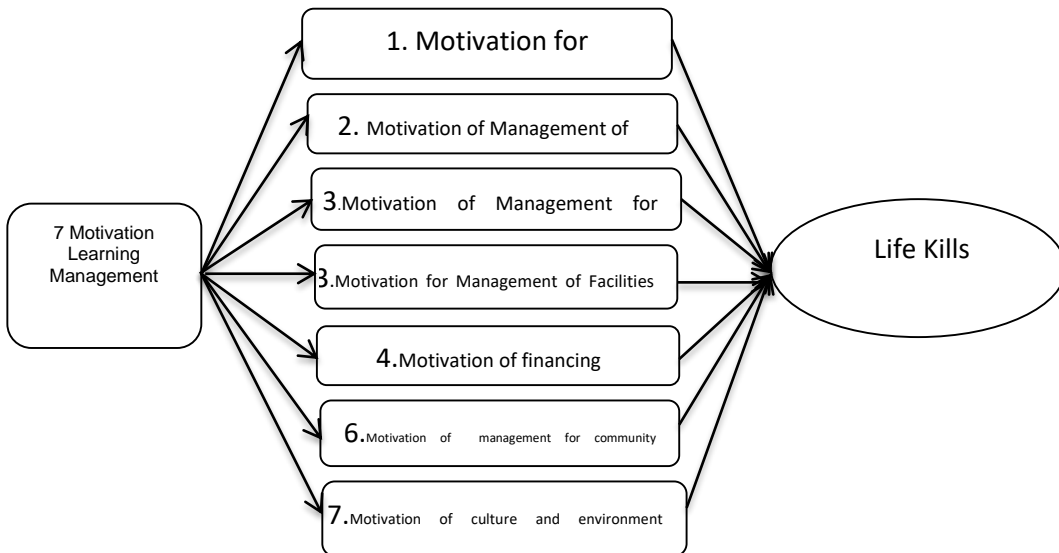 1. Motivation for
2. Motivation of Management of
3.Motivation of Management for
7 Motivation
Learning
Management
3.Motivation for Management of Facilities
4.Motivation of financing
6.Motivation of management for community
7.Motivation of culture and environment
Life Kills